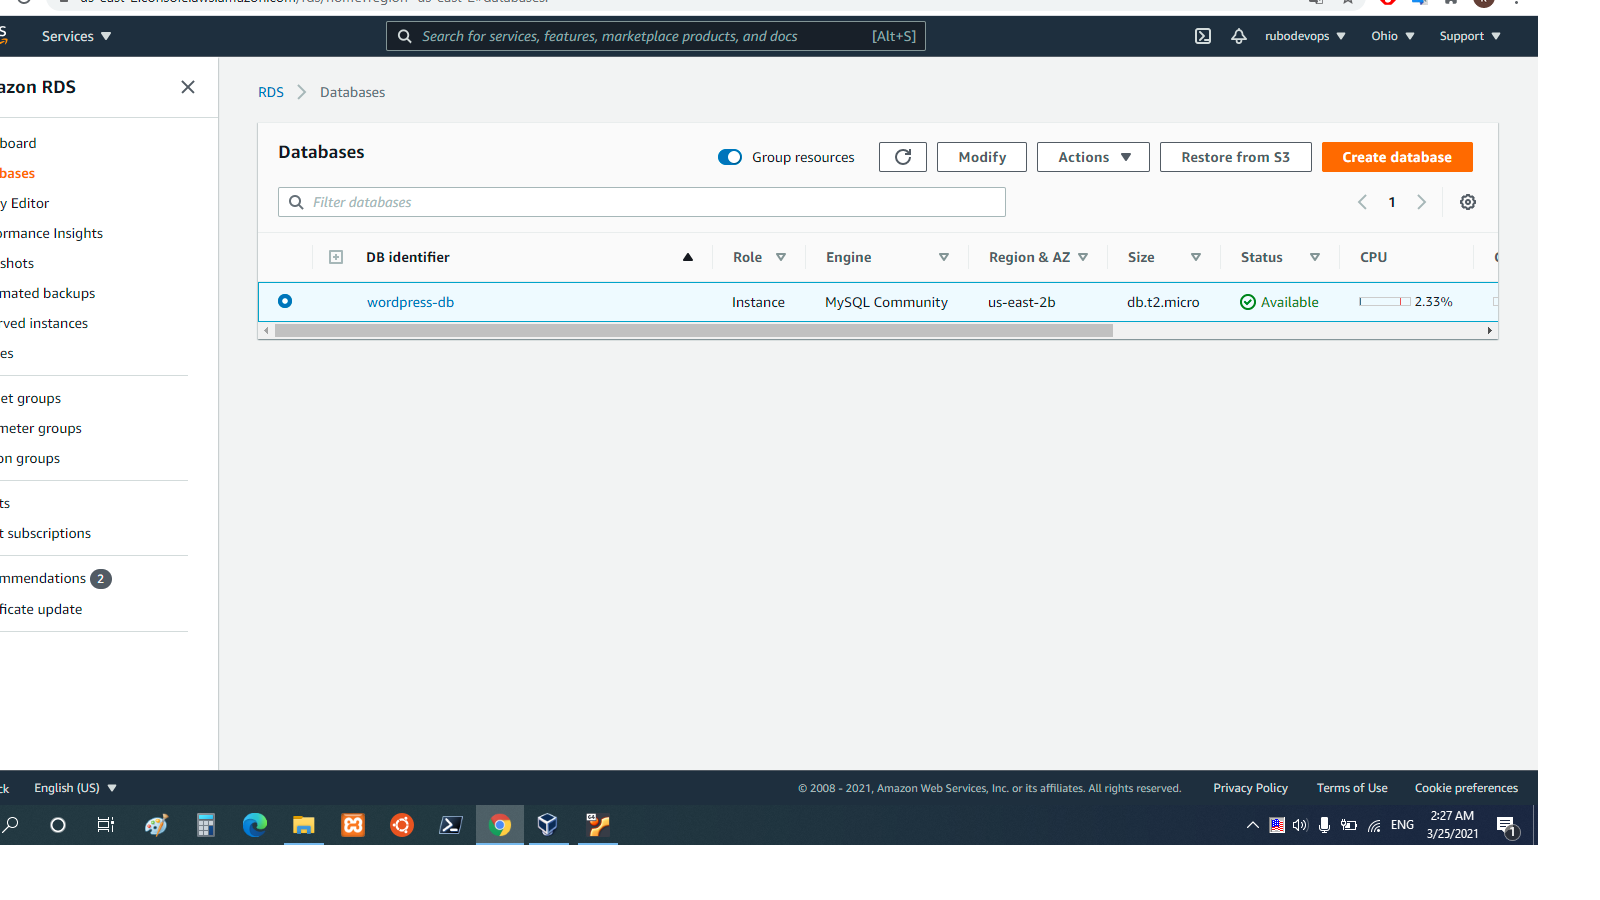 Services
Search for services, features, marketplace products, and docs [Alt+S]
rubodevops Ohio Support
azon RDS
board
bases
y Editor
ormance Insights
shots
mated backups
rved instances
es
et groups
meter groups
on groups
ts
t subscriptions
mmendations 2
ficate update
RDS Databases
Databases
Group resources Modify Actions Restore from S3 Create database
Filter databases
1
DB identifier Role Engine Region & AZ Size Status CPU
wordpress-db Instance MySQL Community us-east-2b db.t2.micro Available 2.33%
ck English (US) © 2008 - 2021, Amazon Web Services, Inc. or its affiliates. All rights reserved. Privacy Policy Terms of Use Cookie preferences
64
ENG
2:27 AM
3/25/2021
1